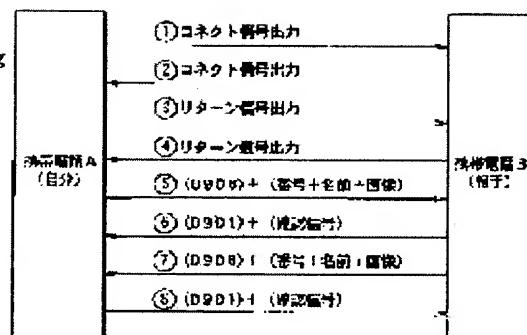 g
①コネクト信号出力
②コネクト信号出力
③リターン信号出力
④リターン信号出力
携帯電話A
(自分)
携帯電話B
(相手)
⑤(D9D8)+(番号+名前+画像)
⑥(D9D1)+(確認信号)
⑦(D9D8)+(番号+名前+画像)
⑧(D9D1)+(確認信号)